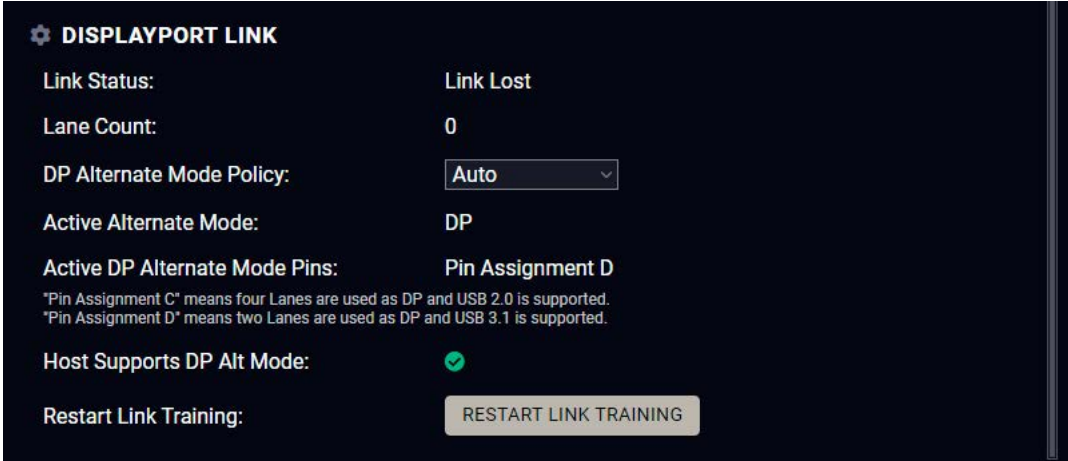 DISPLAYPORT LINK
Link Status: Link Lost
Lane Count: 0
DP Alternate Mode Policy: Auto
Active Alternate Mode: DP
Active DP Alternate Mode Pins: Pin Assignment D
"Pin Assignment C" means four Lanes are used as DP and USB 2.0 is supported.
"Pin Assignment D" means two Lanes are used as DP and USB 3.1 is supported.
Host Supports DP Alt Mode:
Restart Link Training: RESTART LINK TRAINING